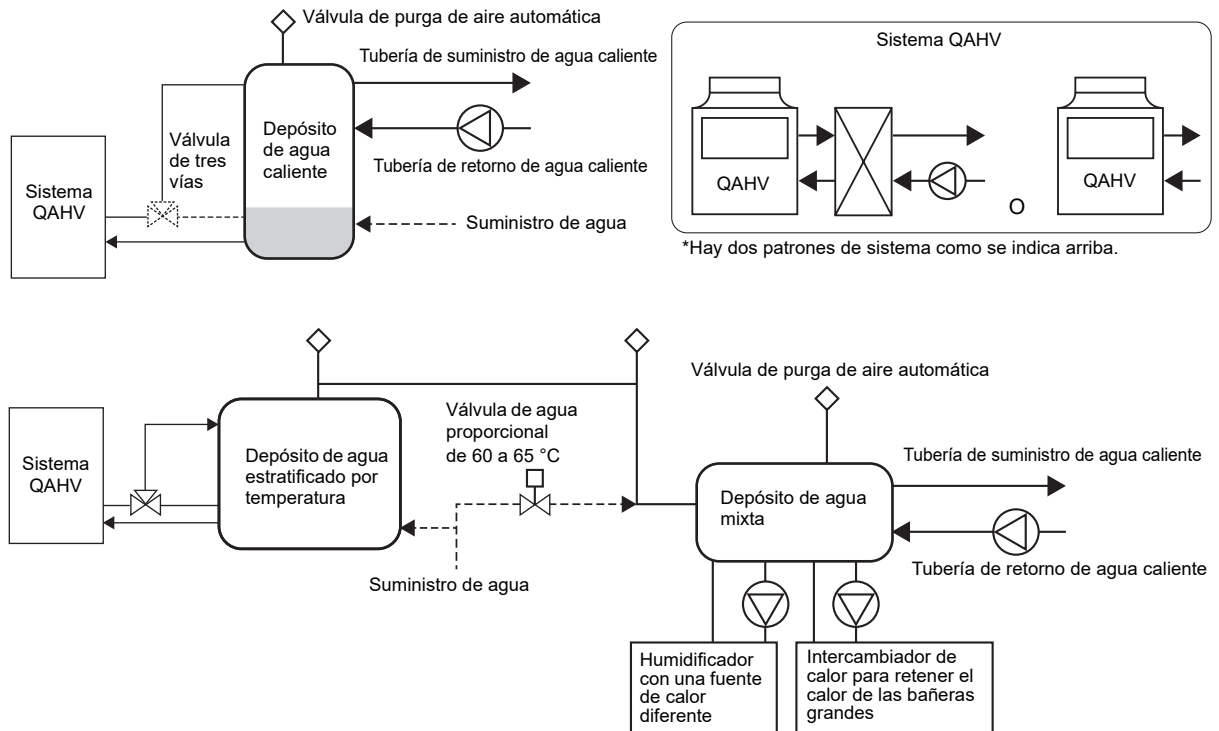 Válvula de purga de aire automática
Tubería de suministro de agua caliente
Válvula
de tres
vías
Depósito
de agua
caliente
Tubería de retorno de agua caliente
Sistema
QAHV
Suministro de agua
Sistema QAHV
QAHV
O
QAHV
*Hay dos patrones de sistema como se indica arriba.
Sistema
QAHV
Depósito de agua
estratificado por
temperatura
Válvula de agua
proporcional
de 60 a 65 °C
Suministro de agua
Válvula de purga de aire automática
Depósito de agua
mixta
Tubería de suministro de agua caliente
Tubería de retorno de agua caliente
Humidificador
con una fuente
de calor
diferente
Intercambiador de
calor para retener el
calor de las bañeras
grandes